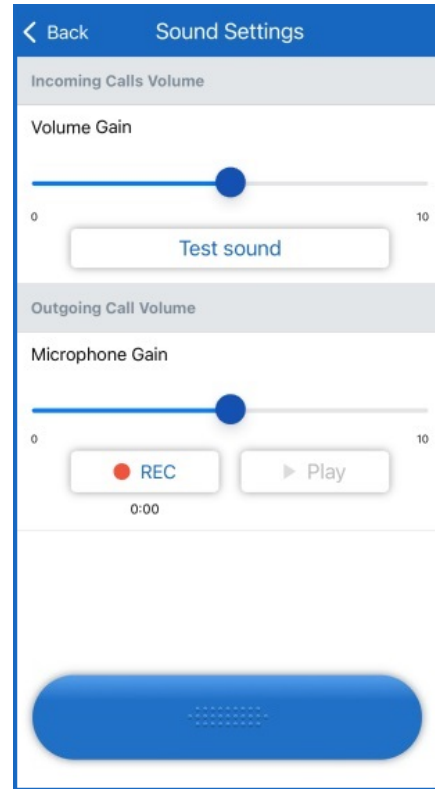 Back Sound Settings
Incoming Calls Volume
Volume Gain
0 10
Test sound
Outgoing Call Volume
Microphone Gain
0 10
REC Play
0:00